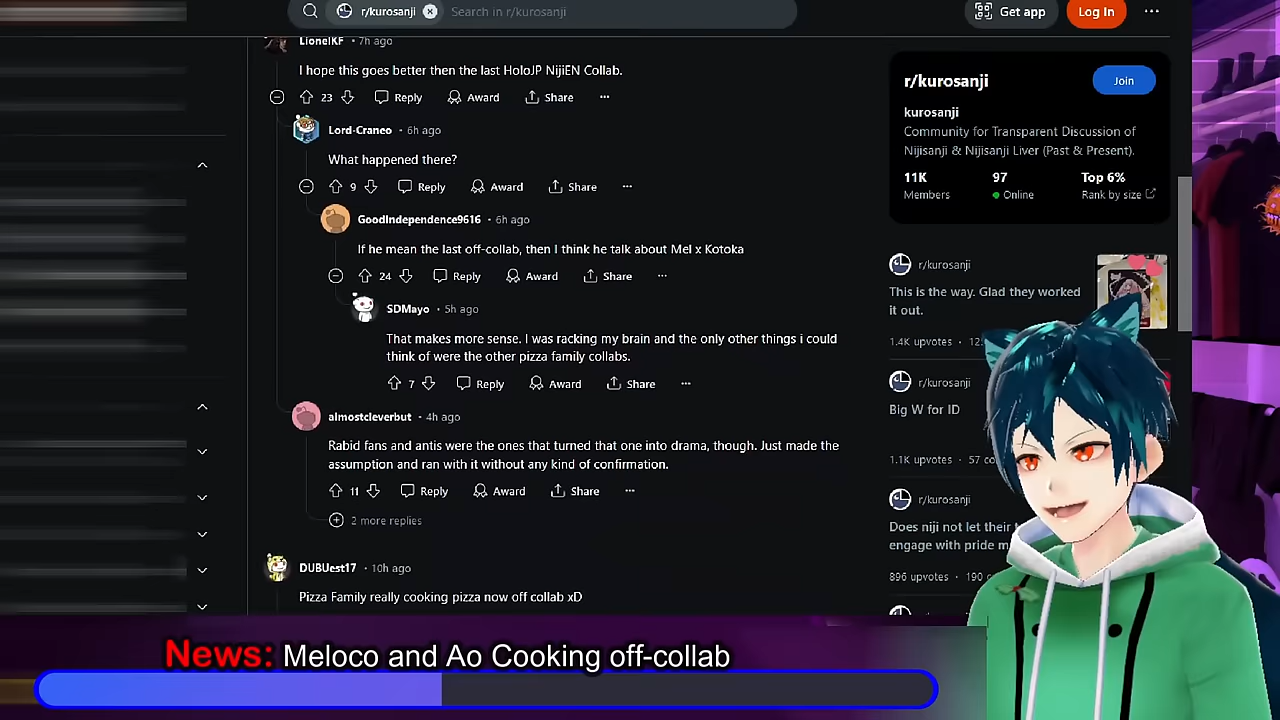 r/kurosanji
Search in r/kurosanji
Get app
Log In
LionelKF • 7h ago
I hope this goes better then the last HoloJP NijiEN Collab.
23 Reply Award Share
Lord-Craneo • 6h ago
What happened there?
9 Reply Award Share
GoodIndependence9616 • 6h ago
If he mean the last off-collab, then I think he talk about Mel x Kotoka
24 Reply Award Share
SDMayo • 5h ago
That makes more sense. I was racking my brain and the only other things i could
think of were the other pizza family collabs.
7 Reply Award Share
almostcleverbut • 4h ago
Rabid fans and antis were the ones that turned that one into drama, though. Just made the
assumption and ran with it without any kind of confirmation.
11 Reply Award Share
2 more replies
DUBUest17 • 10h ago
Pizza Family really cooking pizza now off collab xD
r/kurosanji
Join
kurosanji
Community for Transparent Discussion of
Nijisanji & Nijisanji Liver (Past & Present).
11K 97 Top 6%
Members Online Rank by size
r/kurosanji
This is the way. Glad they worked
it out.
1.4K upvotes •
r/kurosanji
Big W for ID
1.1K upvotes • 57
r/kurosanji
Does niji not let their
engage with pride
896 upvotes • 190
News: Meloco and Ao Cooking off-collab